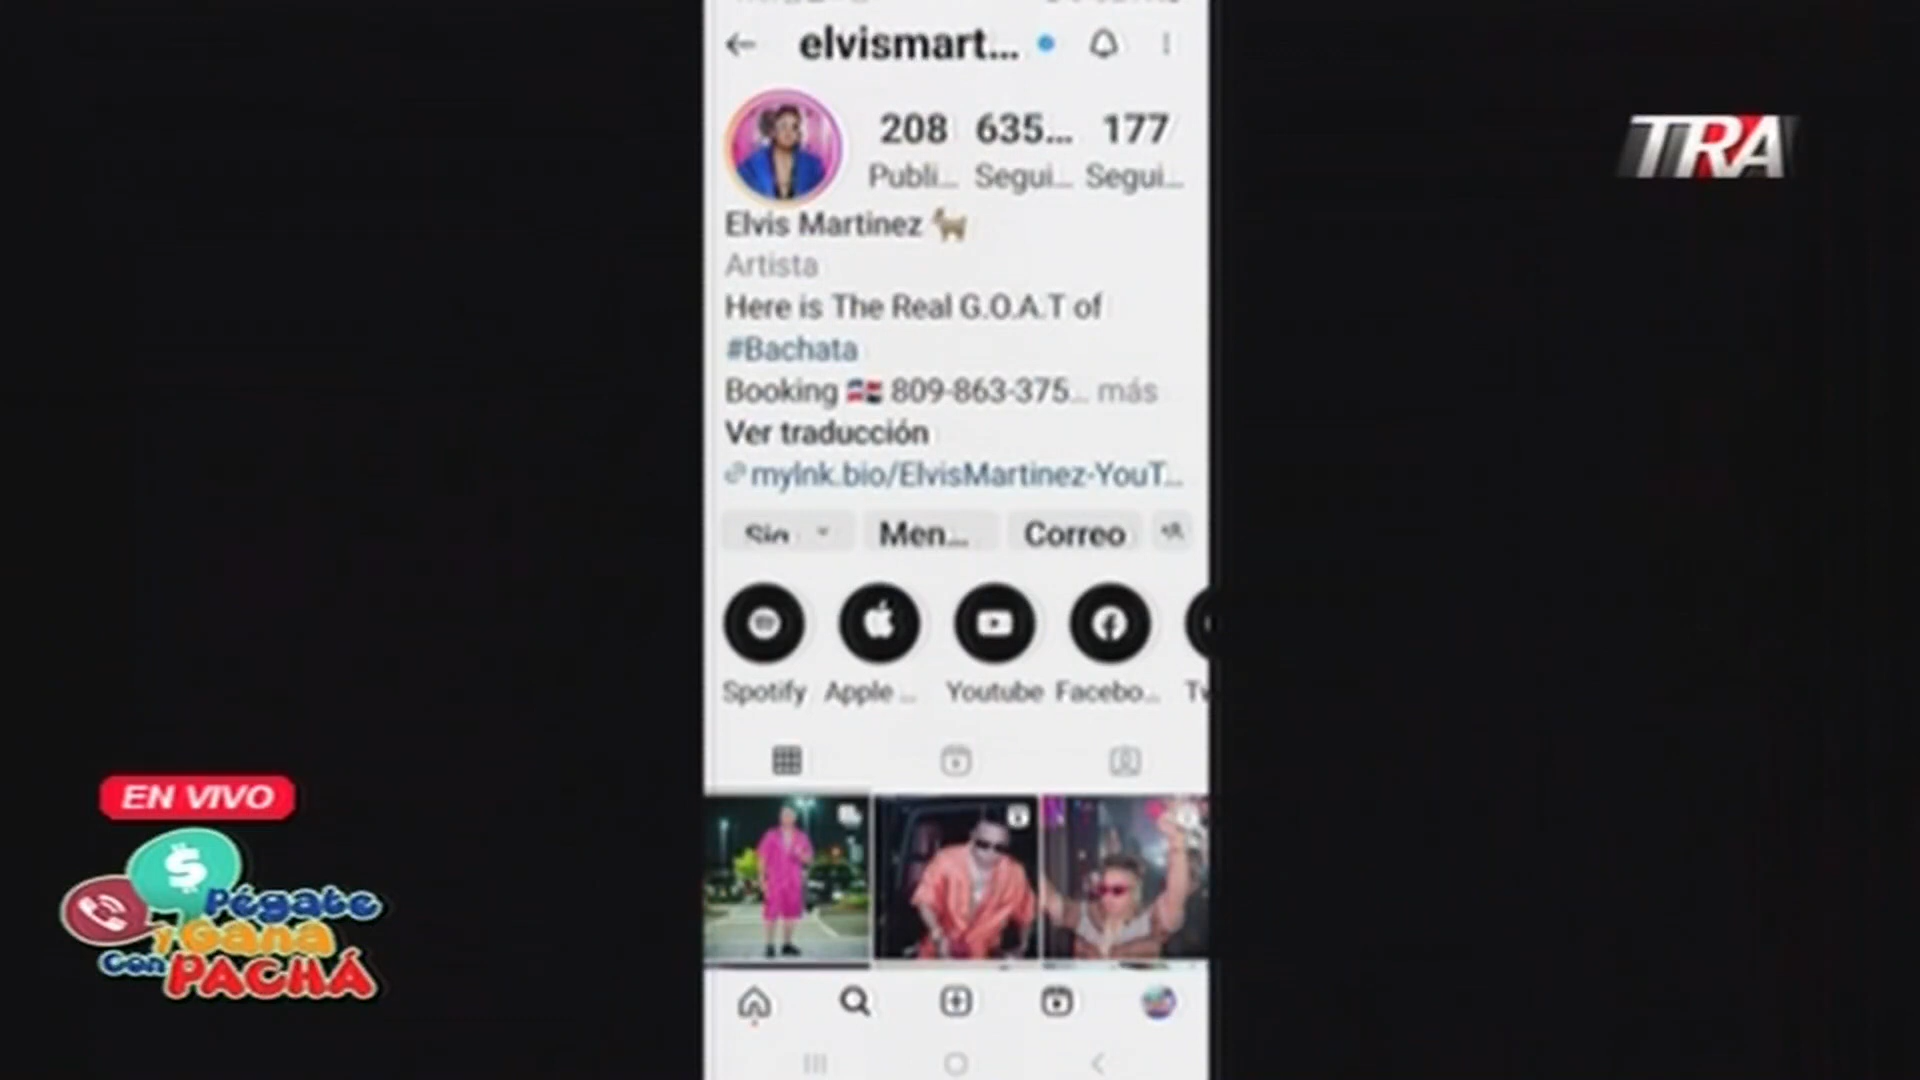 elvismart...
TRA
208 635... 177
Publi... Segui... Segui...
Elvis Martinez
Artista
Here is The Real G.O.A.T of
#Bachata
Booking 809-863-375... más
Ver traducción
mylnk.bio/ElvisMartinez-YouT...
Men... Correo
Spotify Apple ... Youtube Facebo...
EN VIVO
$
Pégate
y Gana
con PACHÁ